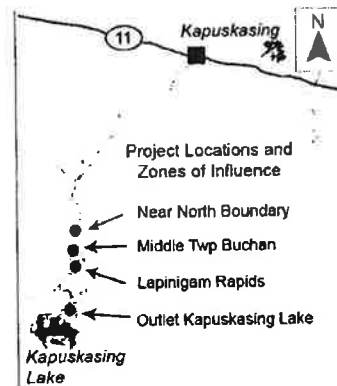 Kapuskasing
N
11
Project Locations and
Zones of Influence
Near North Boundary
Middle Twp Buchan
Lapinigam Rapids
Outlet Kapuskasing Lake
Kapuskasing
Lake